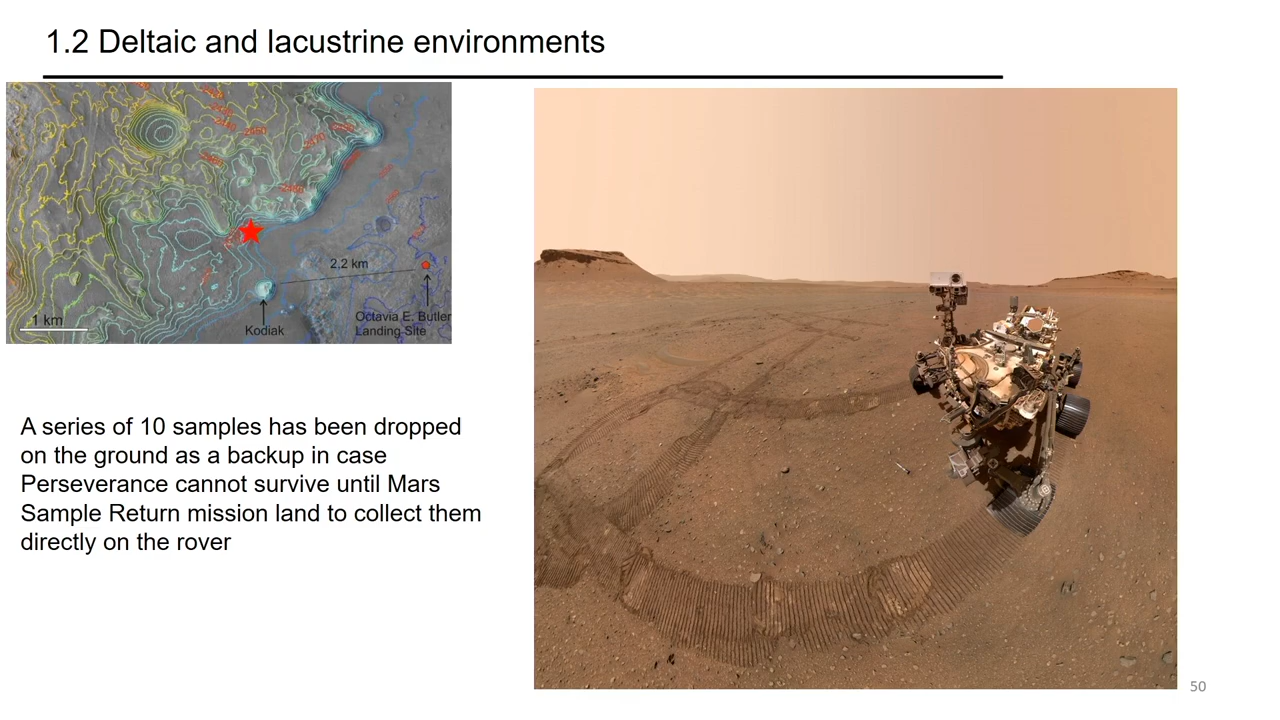 1.2 Deltaic and lacustrine environments
2.2 km
1 km
Kodiak
Octavia E. Butler
Landing Site
A series of 10 samples has been dropped
on the ground as a backup in case
Perseverance cannot survive until Mars
Sample Return mission land to collect them
directly on the rover
50